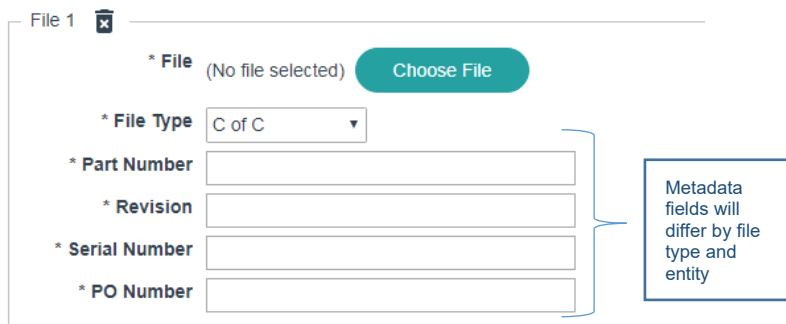 File 1
* File (No file selected) Choose File
* File Type C of C
* Part Number
* Revision
* Serial Number
* PO Number
Metadata
fields will
differ by file
type and
entity